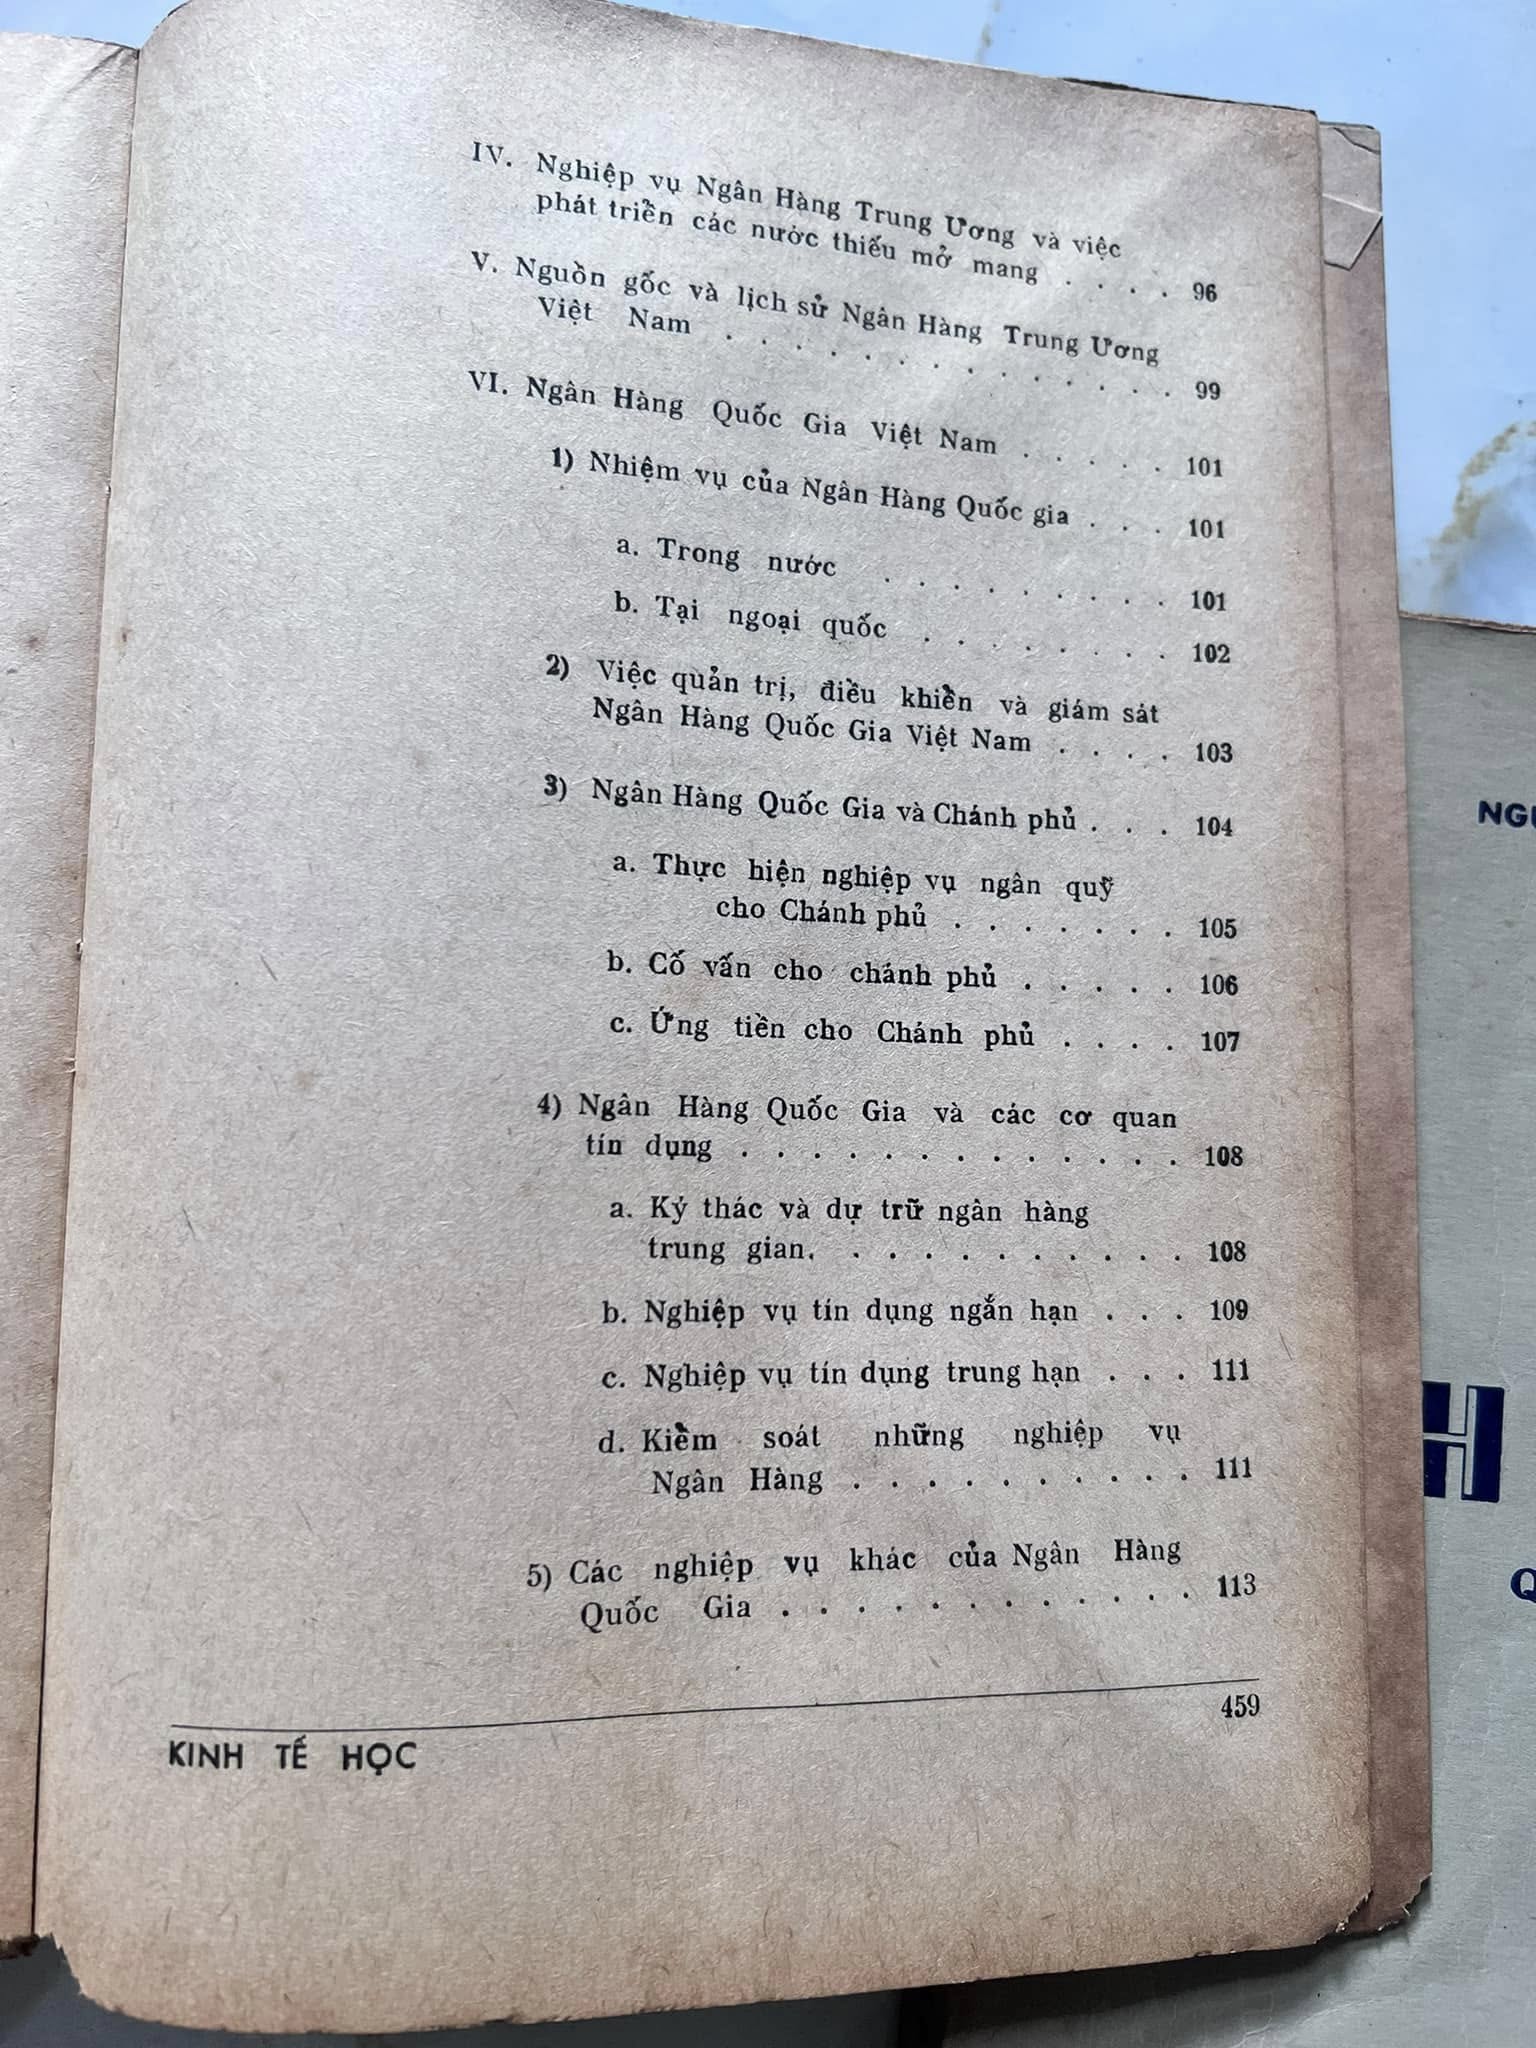 IV. Nghiệp vụ Ngân Hàng Trung Ương và việc
phát triển các nước thiếu mở mang . . . . 96
V. Nguồn gốc và lịch sử Ngân Hàng Trung Ương
Việt Nam . . . . . . . . . . . . . . 99
VI. Ngân Hàng Quốc Gia Việt Nam . . . . . 101
1) Nhiệm vụ của Ngân Hàng Quốc gia . . . 101
a. Trong nước . . . . . . . . . 101
b. Tại ngoại quốc . . . . . . . . 102
2) Việc quản trị, điều khiển và giám sát
Ngân Hàng Quốc Gia Việt Nam . . . . 103
3) Ngân Hàng Quốc Gia và Chánh phủ . . . 104
a. Thực hiện nghiệp vụ ngân quỹ
cho Chánh phủ . . . . . . . 105
b. Cố vấn cho chánh phủ . . . . . 106
c. Ứng tiền cho Chánh phủ . . . . 107
4) Ngân Hàng Quốc Gia và các cơ quan
tín dụng . . . . . . . . . . . . . 108
a. Ký thác và dự trữ ngân hàng
trung gian. . . . . . . . . . . 108
b. Nghiệp vụ tín dụng ngắn hạn . . . 109
c. Nghiệp vụ tín dụng trung hạn . . . 111
d. Kiểm soát những nghiệp vụ
Ngân Hàng . . . . . . . . . . 111
5) Các nghiệp vụ khác của Ngân Hàng
Quốc Gia . . . . . . . . . . . . 113
459
KINH TẾ HỌC